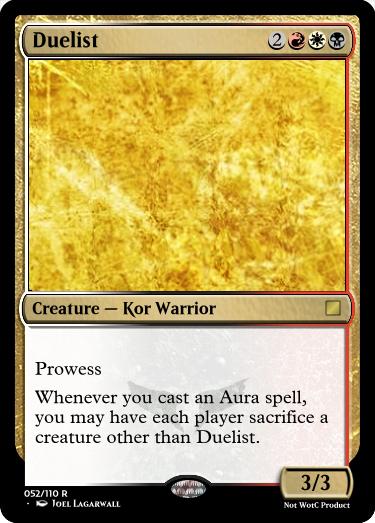 Duelist 2
Creature — Kor Warrior
Prowess
Whenever you cast an Aura spell,
you may have each player sacrifice a
creature other than Duelist.
3/3
052/110 R
· Joel Lagarwall
Not WotC Product